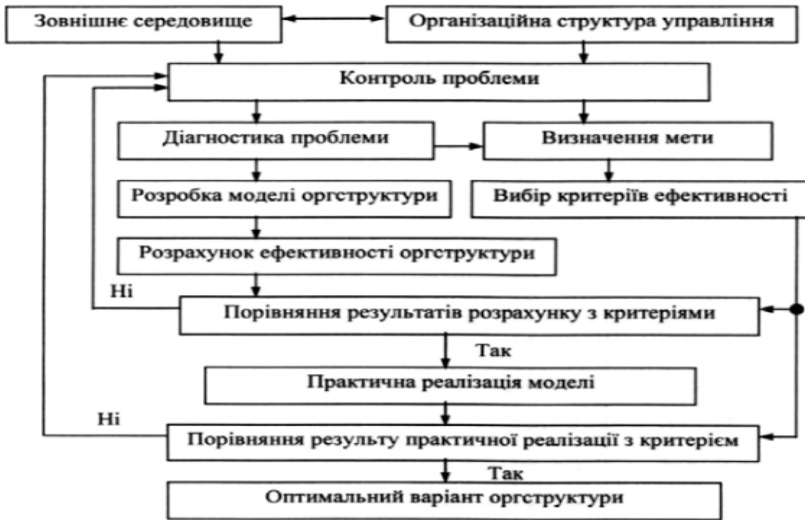 Зовнішнє середовище
Організаційна структура управління
Контроль проблеми
Діагностика проблеми
Визначення мети
Розробка моделі оргструктури
Вибір критеріїв ефективності
Розрахунок ефективності оргструктури
Ні
Порівняння результатів розрахунку з критеріями
Так
Практична реалізація моделі
Ні
Порівняння результу практичної реалізації з критерієм
Так
Оптимальний варіант оргструктури